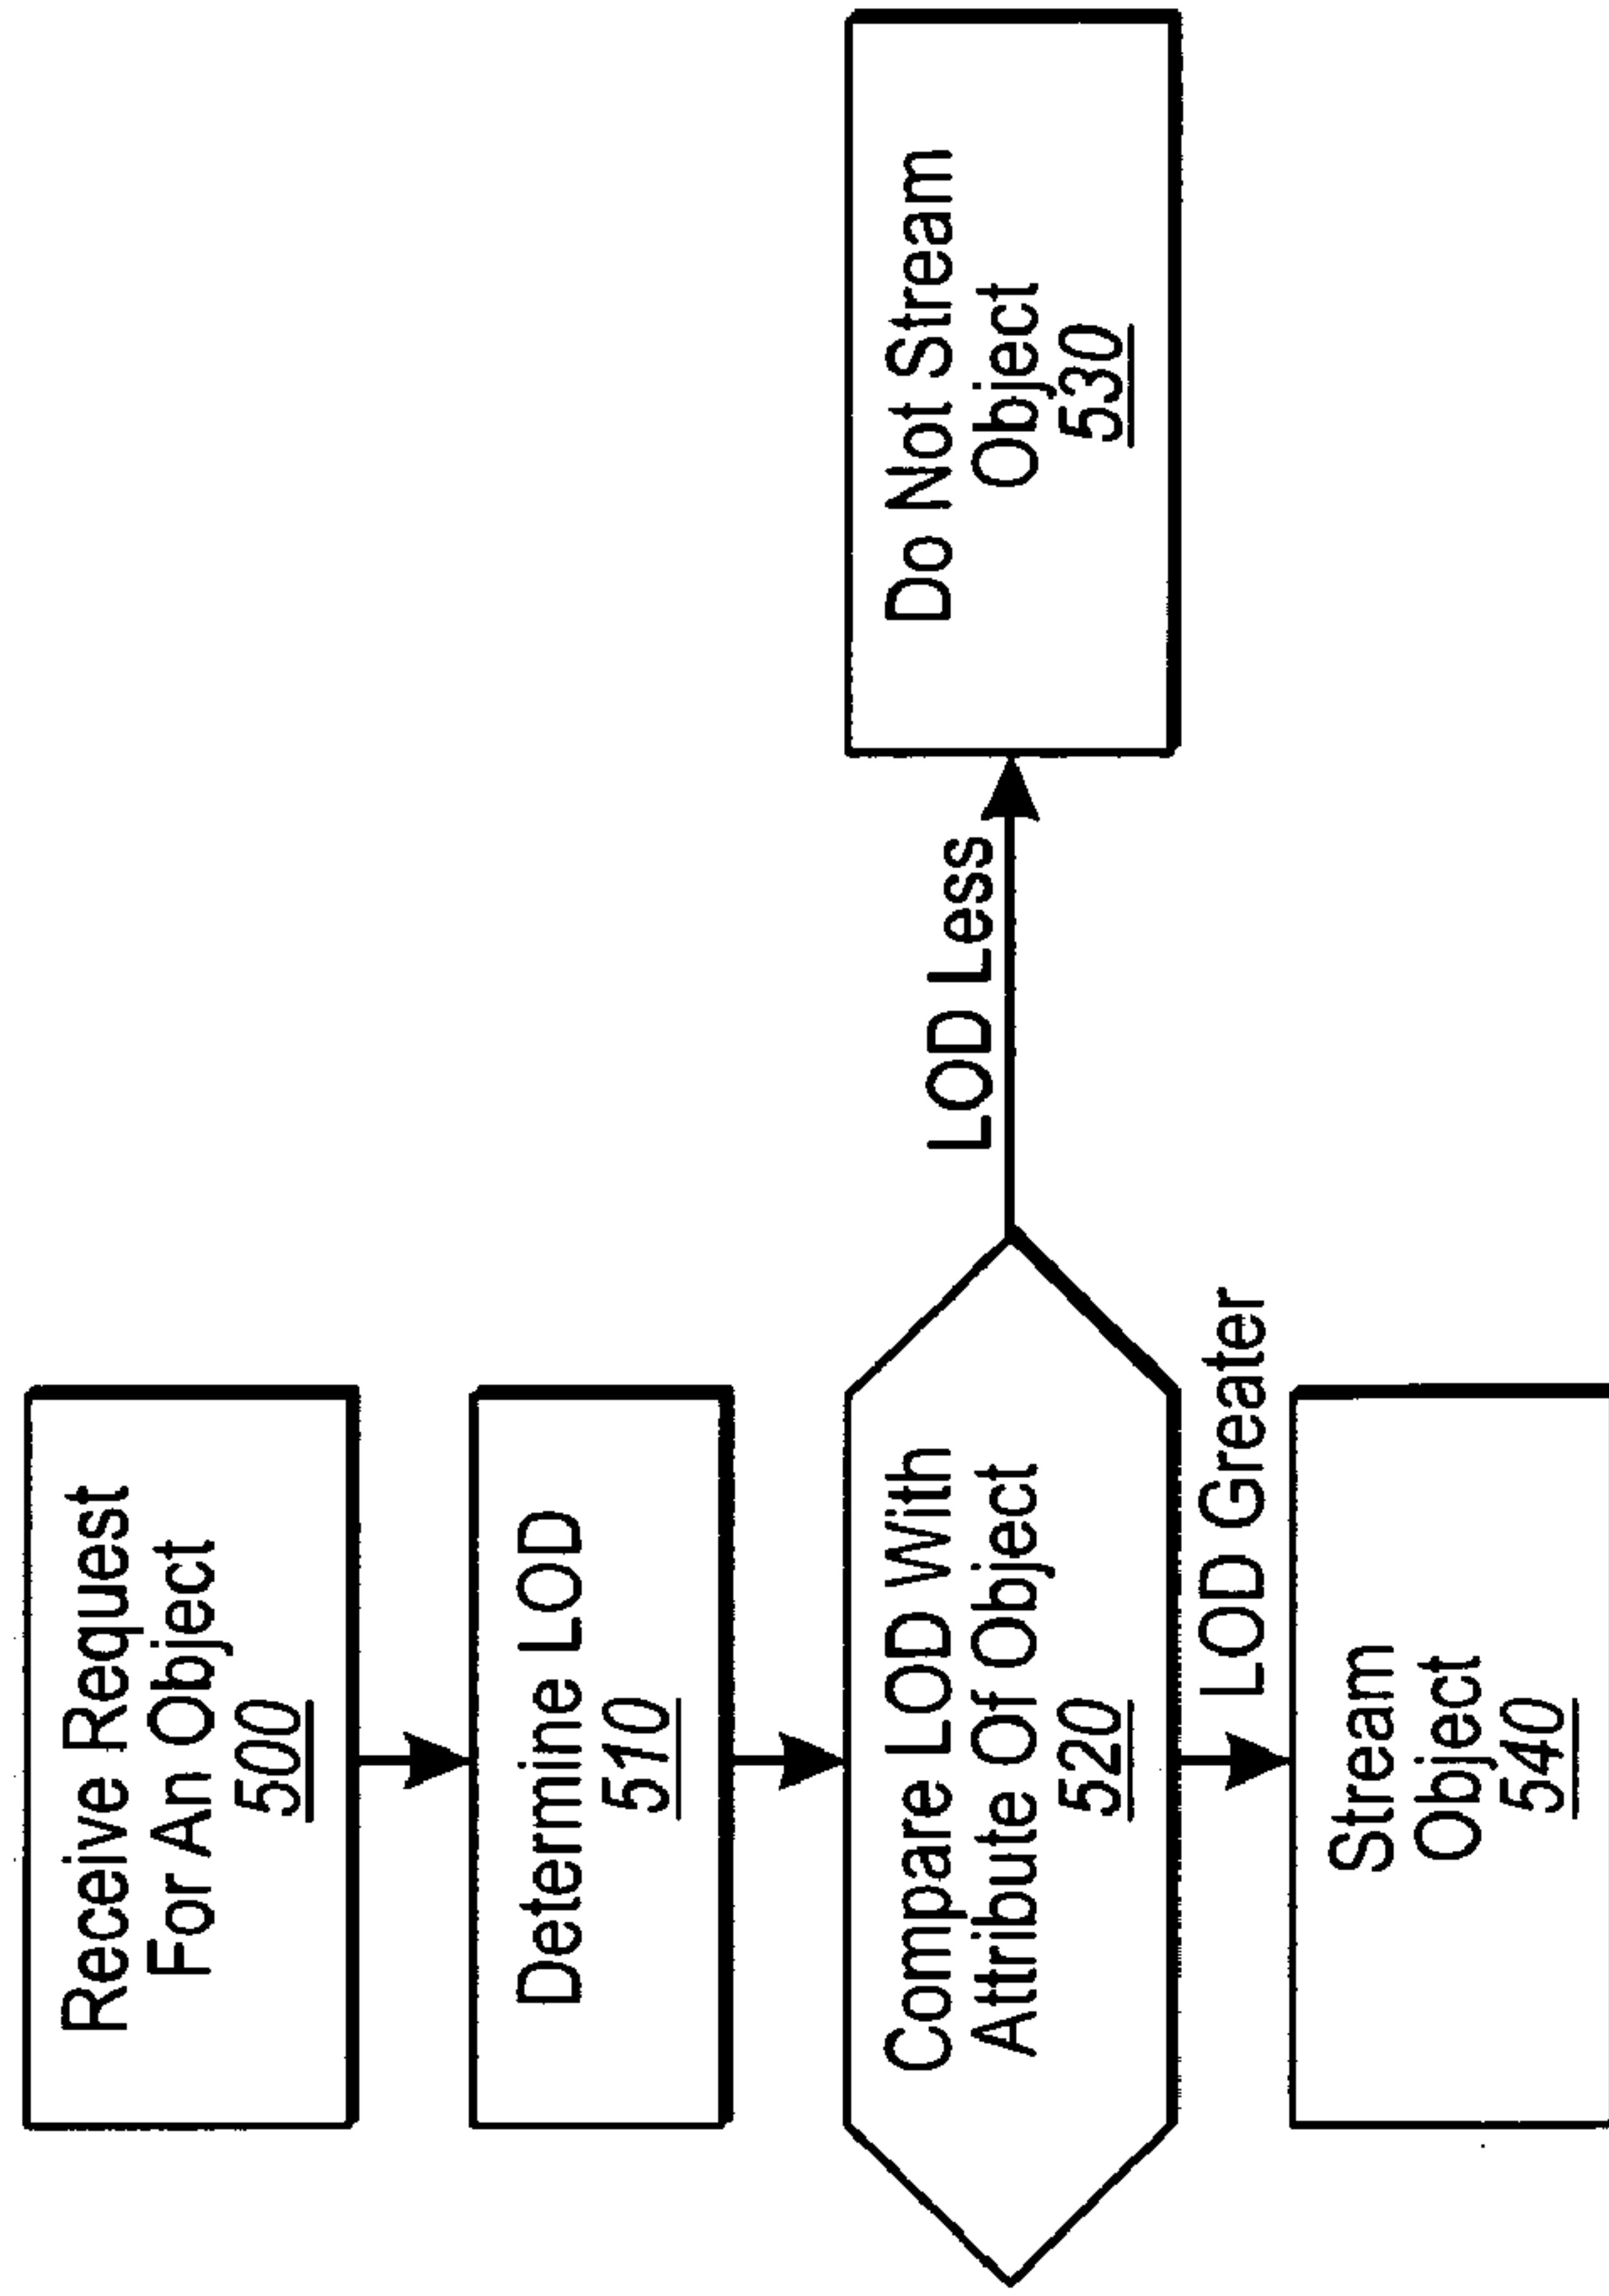 Receive Request
For An Object
500
Determine LOD
510
Compare LOD With
Attribute Of Object
520
LOD Less
Do Not Stream
Object
530
LOD Greater
Stream
Object
540